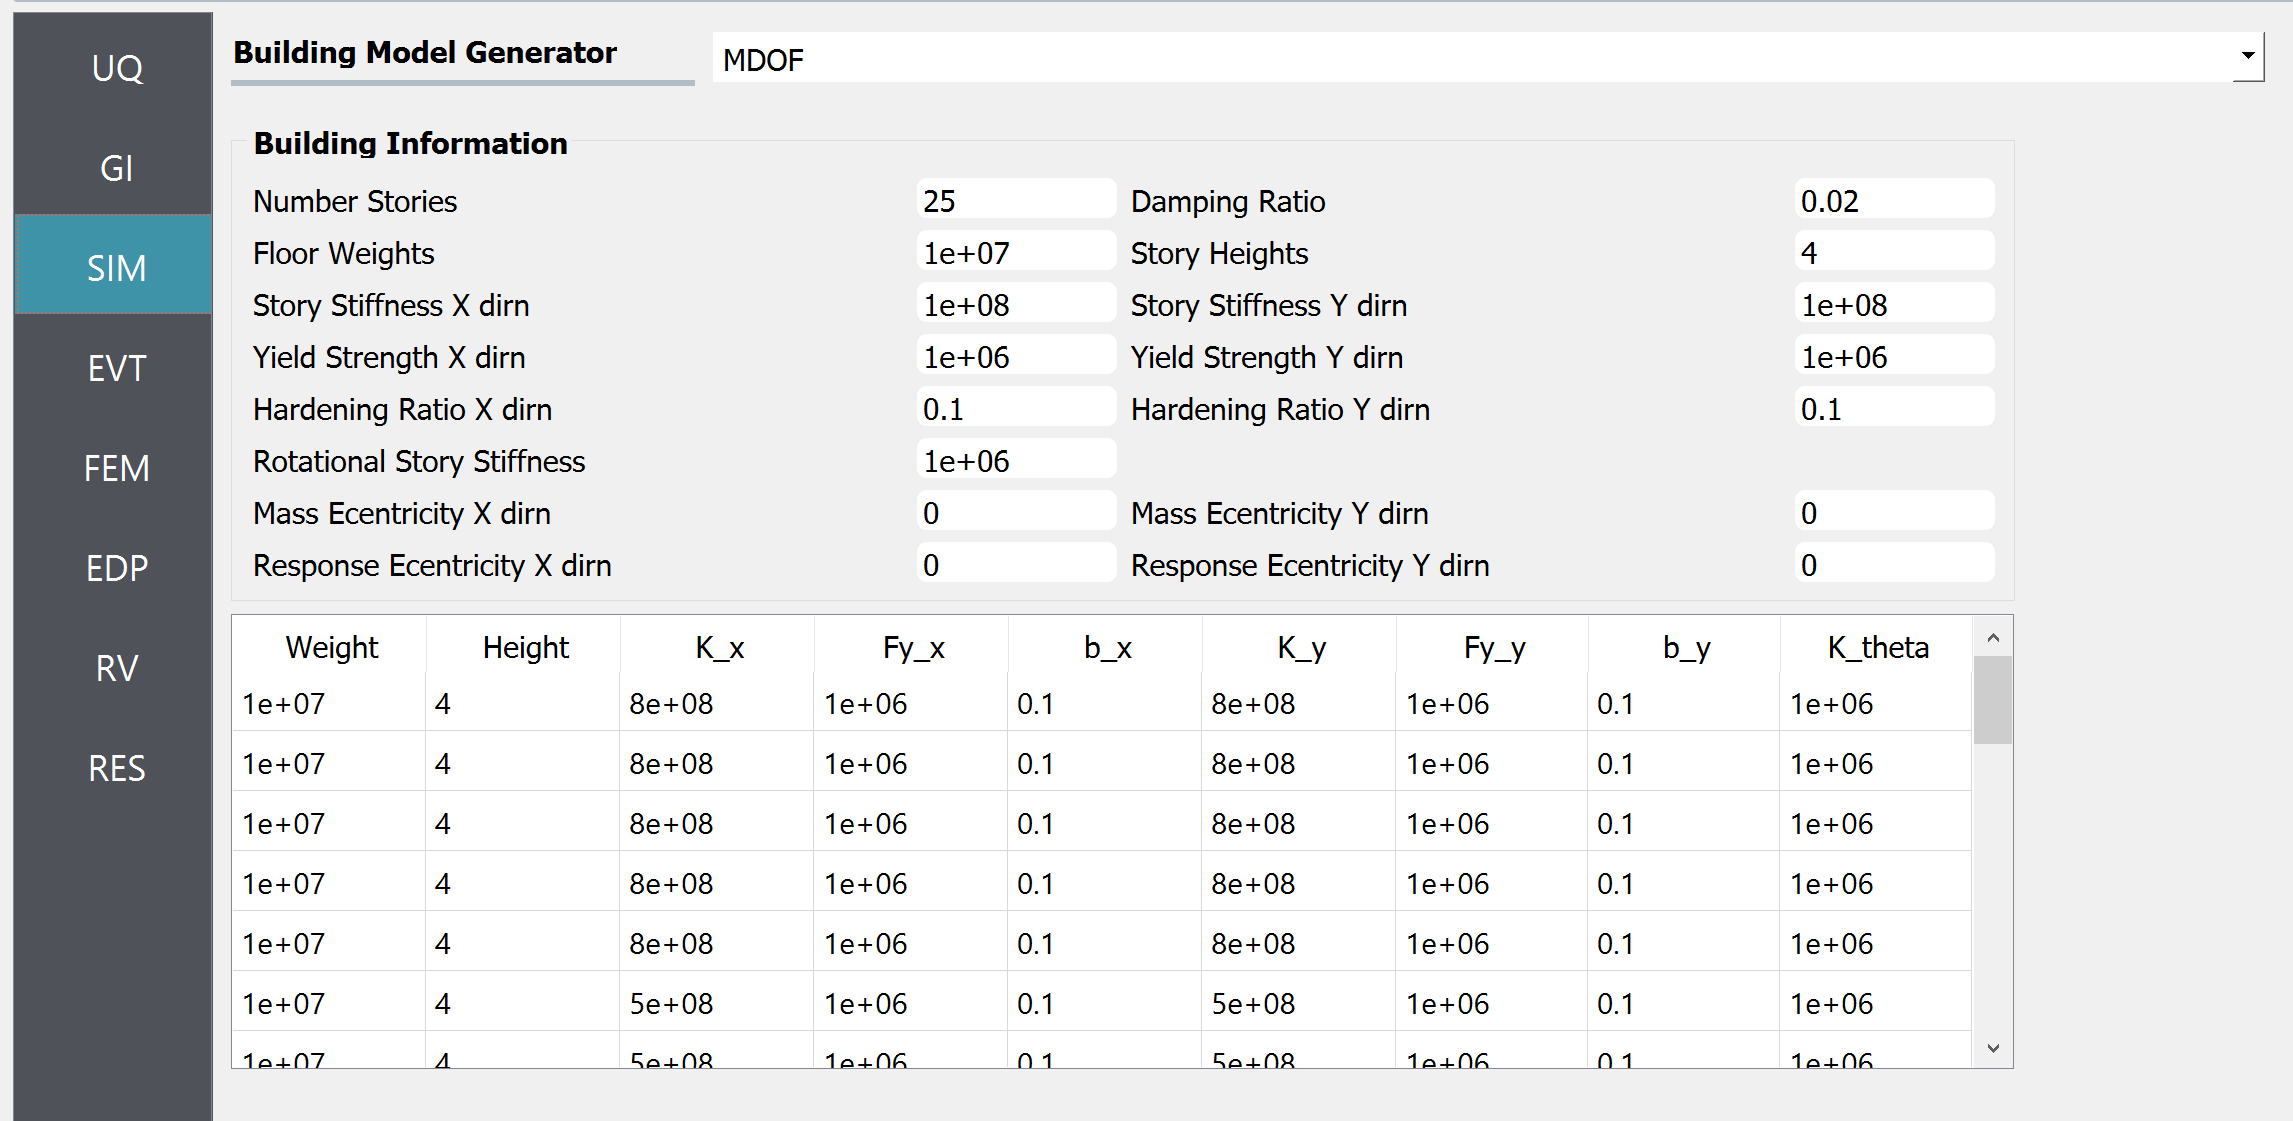 UQ
GI
SIM
EVT
FEM
EDP
RV
RES
Building Model Generator MDOF
Building Information
Number Stories 25 Damping Ratio 0.02
Floor Weights 1e+07 Story Heights 4
Story Stiffness X dirn 1e+08 Story Stiffness Y dirn 1e+08
Yield Strength X dirn 1e+06 Yield Strength Y dirn 1e+06
Hardening Ratio X dirn 0.1 Hardening Ratio Y dirn 0.1
Rotational Story Stiffness 1e+06
Mass Ecentricity X dirn 0 Mass Ecentricity Y dirn 0
Response Ecentricity X dirn 0 Response Ecentricity Y dirn 0
Weight Height K_x Fy_x b_x K_y Fy_y b_y K_theta
1e+07 4 8e+08 1e+06 0.1 8e+08 1e+06 0.1 1e+06
1e+07 4 8e+08 1e+06 0.1 8e+08 1e+06 0.1 1e+06
1e+07 4 8e+08 1e+06 0.1 8e+08 1e+06 0.1 1e+06
1e+07 4 8e+08 1e+06 0.1 8e+08 1e+06 0.1 1e+06
1e+07 4 8e+08 1e+06 0.1 8e+08 1e+06 0.1 1e+06
1e+07 4 5e+08 1e+06 0.1 5e+08 1e+06 0.1 1e+06
1e+07 4 5e+08 1e+06 0.1 5e+08 1e+06 0.1 1e+06